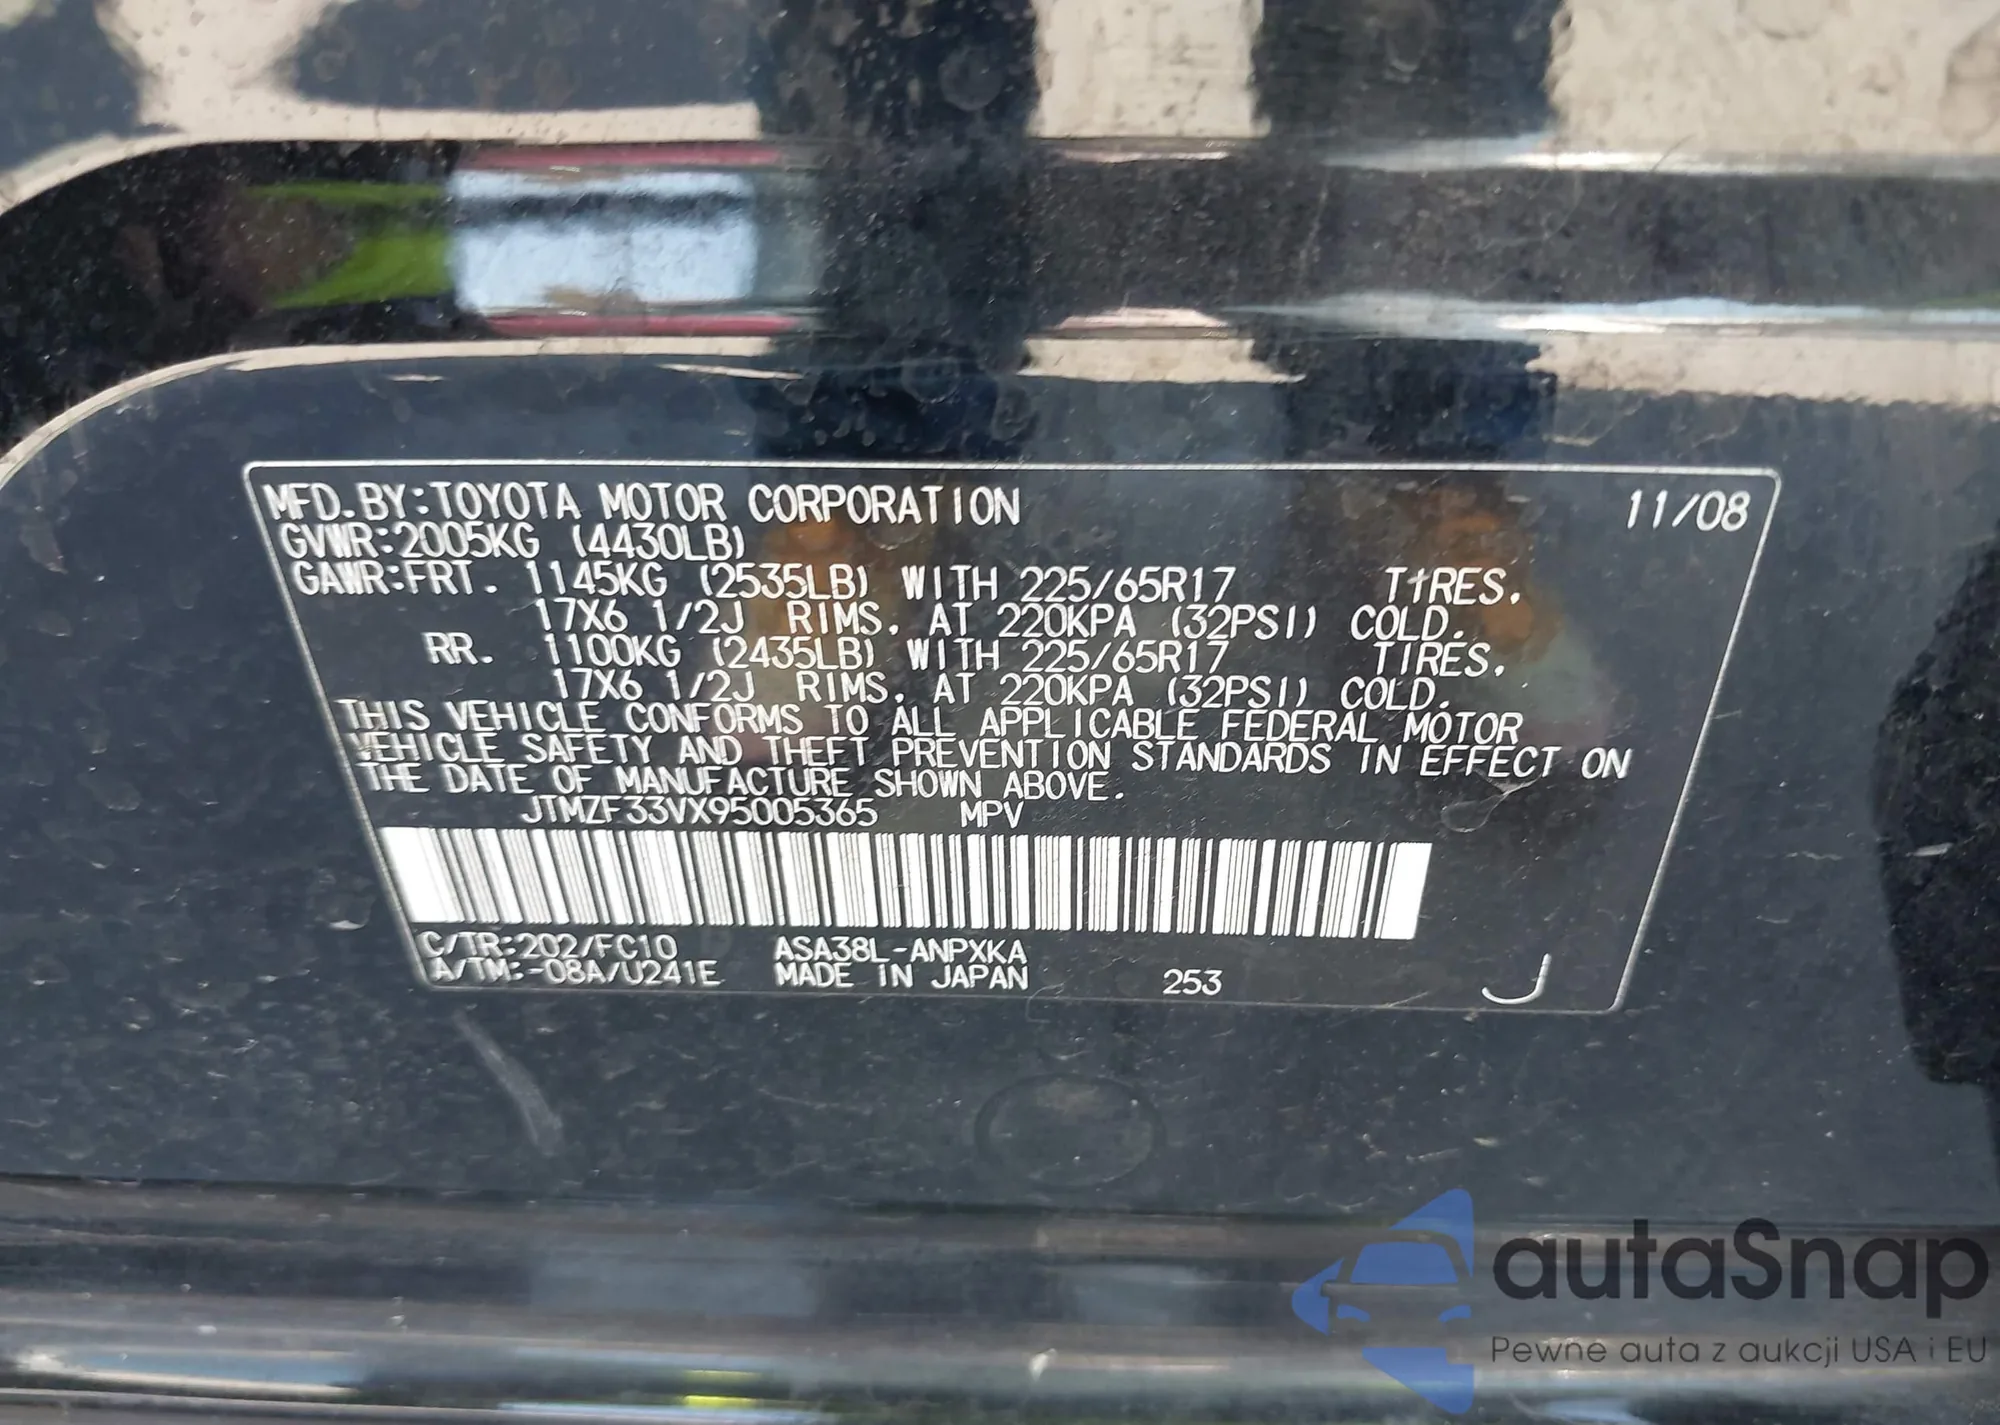 MFD.BY:TOYOTA MOTOR CORPORATION 11/08
GVWR:2005KG (4430LB)
GAWR:FRT. 1145KG (2535LB) WITH 225/65R17 TIRES,
17X6 1/2J RIMS, AT 220KPA (32PSI) COLD.
RR. 1100KG (2435LB) WITH 225/65R17 TIRES,
17X6 1/2J RIMS, AT 220KPA (32PSI) COLD.
THIS VEHICLE CONFORMS TO ALL APPLICABLE FEDERAL MOTOR
VEHICLE SAFETY AND THEFT PREVENTION STANDARDS IN EFFECT ON
THE DATE OF MANUFACTURE SHOWN ABOVE.
JTMZF33VX95005365 MPV
C/TR:202/FC10 ASA38L-ANPXKA
A/TM:-08A/U241E MADE IN JAPAN 253 J
autaSnap
Pewne auta z aukcji USA i EU